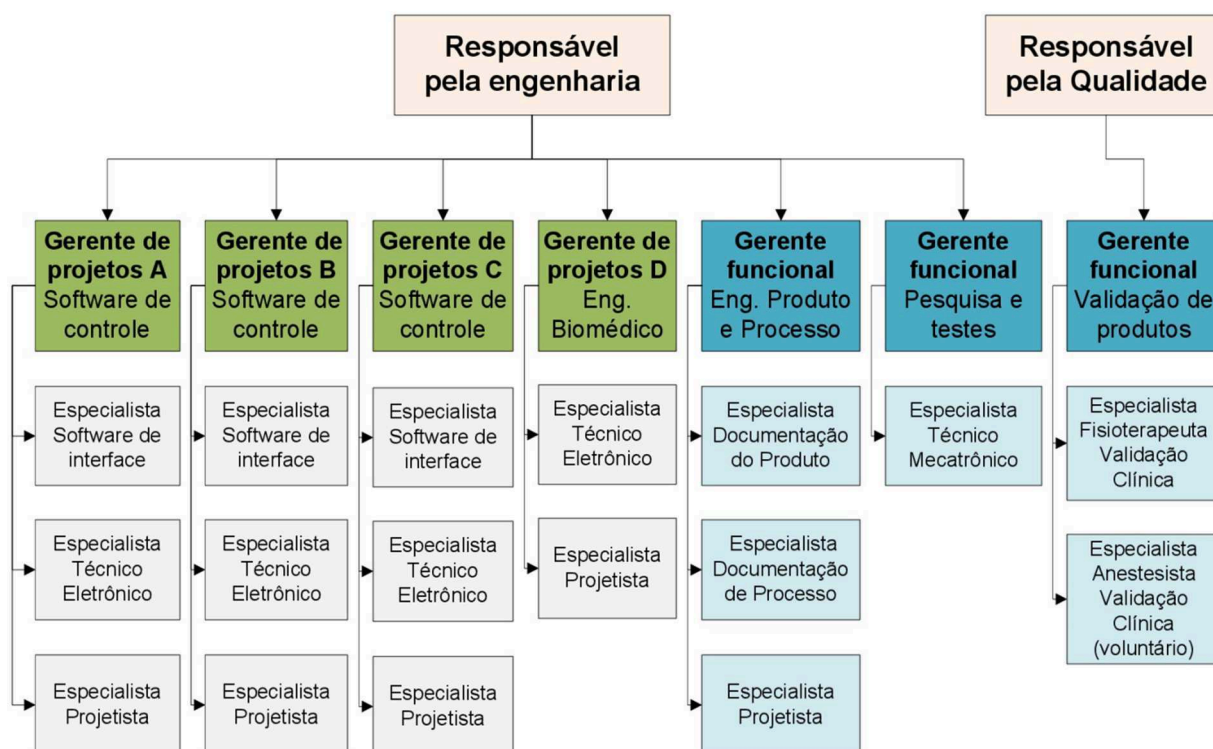 Responsável
pela engenharia
Responsável
pela Qualidade
Gerente de
projetos A
Software de
controle
Gerente de
projetos B
Software de
controle
Gerente de
projetos C
Software de
controle
Gerente de
projetos D
Eng.
Biomédico
Gerente
funcional
Eng. Produto
e Processo
Gerente
funcional
Pesquisa e
testes
Gerente
funcional
Validação de
produtos
Especialista
Software de
interface
Especialista
Software de
interface
Especialista
Software de
interface
Especialista
Técnico
Eletrônico
Especialista
Documentação
do Produto
Especialista
Técnico
Mecatrônico
Especialista
Fisioterapeuta
Validação
Clínica
Especialista
Técnico
Eletrônico
Especialista
Técnico
Eletrônico
Especialista
Técnico
Eletrônico
Especialista
Projetista
Especialista
Documentação
de Processo
Especialista
Anestesista
Validação
Clínica
(voluntário)
Especialista
Projetista
Especialista
Projetista
Especialista
Projetista
Especialista
Projetista